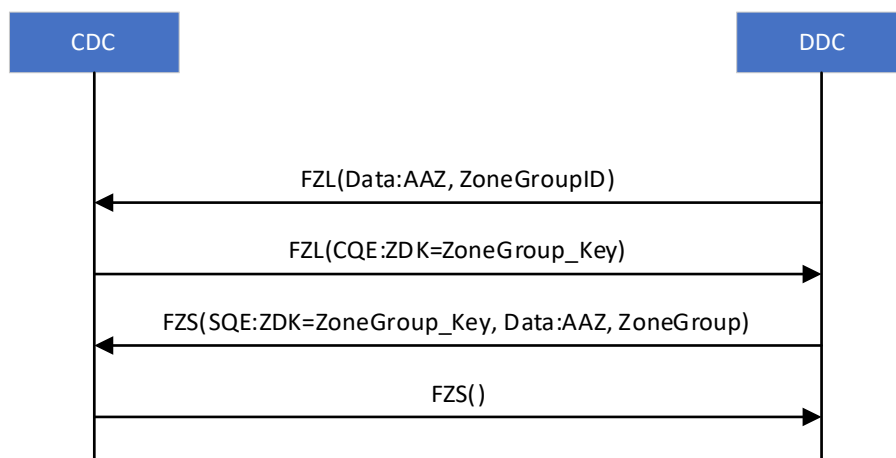 CDC
DDC
FZL(Data:AAZ, ZoneGroupID)
FZL(CQE:ZDK=ZoneGroup_Key)
FZS(SQE:ZDK=ZoneGroup_Key, Data:AAZ, ZoneGroup)
FZS()